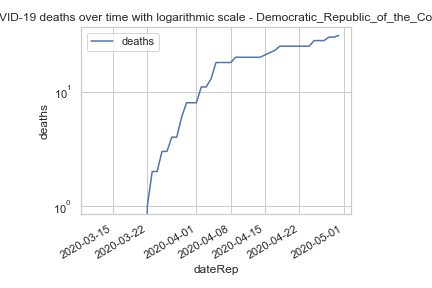 VID-19 deaths over time with logarithmic scale - Democratic_Republic_of_the_Co
deaths
deaths
10¹
10⁰
2020-03-15
2020-03-22
2020-04-01
2020-04-08
2020-04-15
2020-04-22
2020-05-01
dateRep